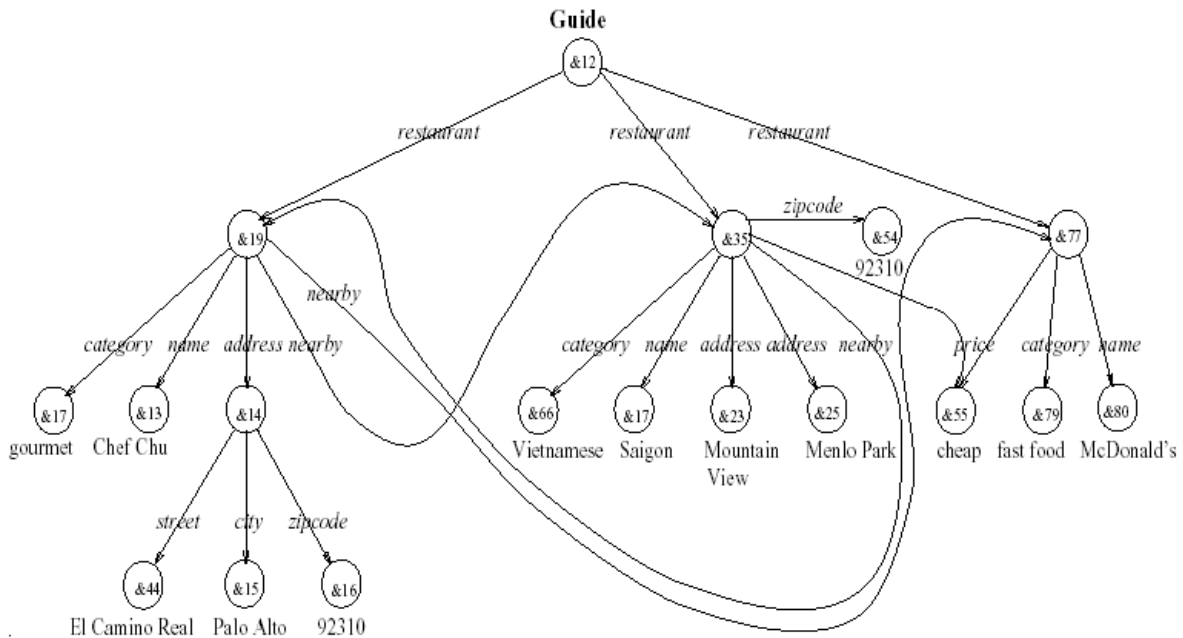 Guide
&12
restaurant restaurant restaurant
zipcode
&19 &35 &54 &77
92310
nearby
category name address nearby category name address address nearby price category name
&17 &13 &14 &66 &17 &23 &25 &55 &79 &80
gourmet Chef Chu Vietnamese Saigon Mountain Menlo Park cheap fast food McDonald's
View
street city zipcode
&44 &15 &16
El Camino Real Palo Alto 92310